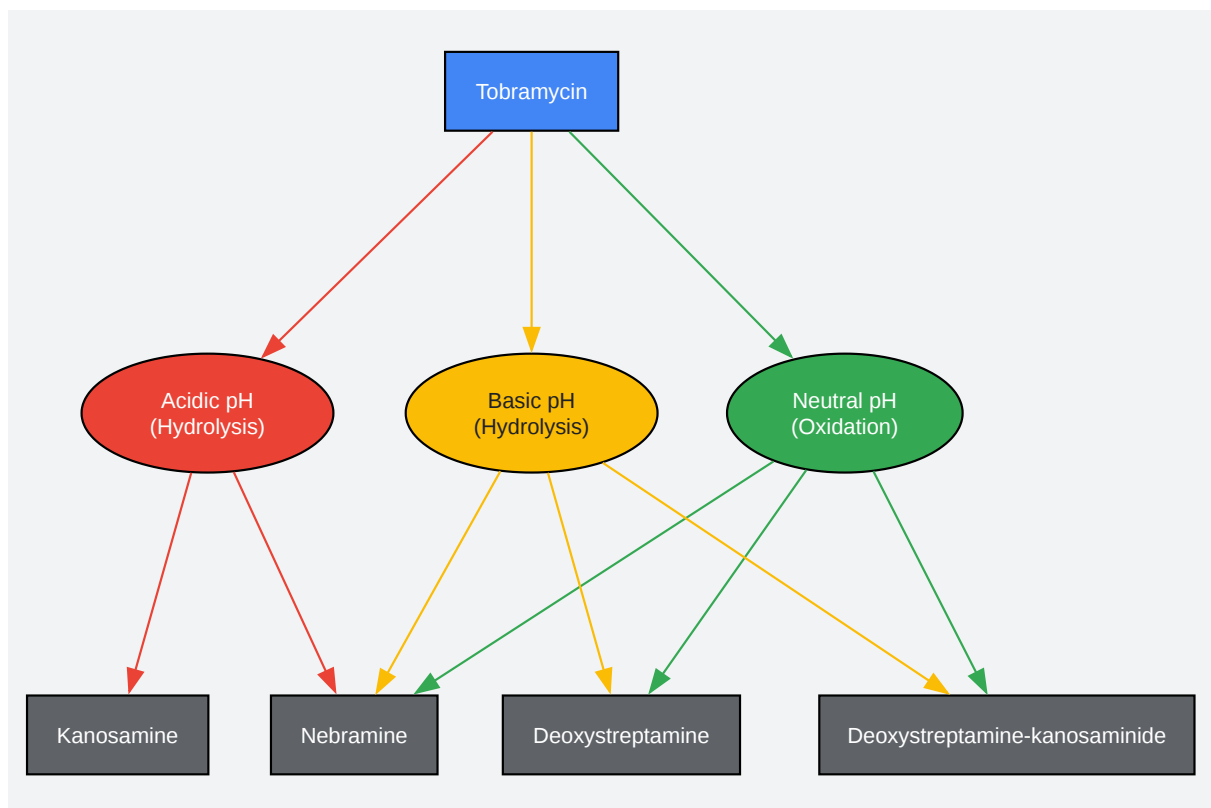 Tobramycin
Acidic pH
(Hydrolysis)
Basic pH
(Hydrolysis)
Neutral pH
(Oxidation)
Kanosamine
Nebramine
Deoxystreptamine
Deoxystreptamine-kanosaminide